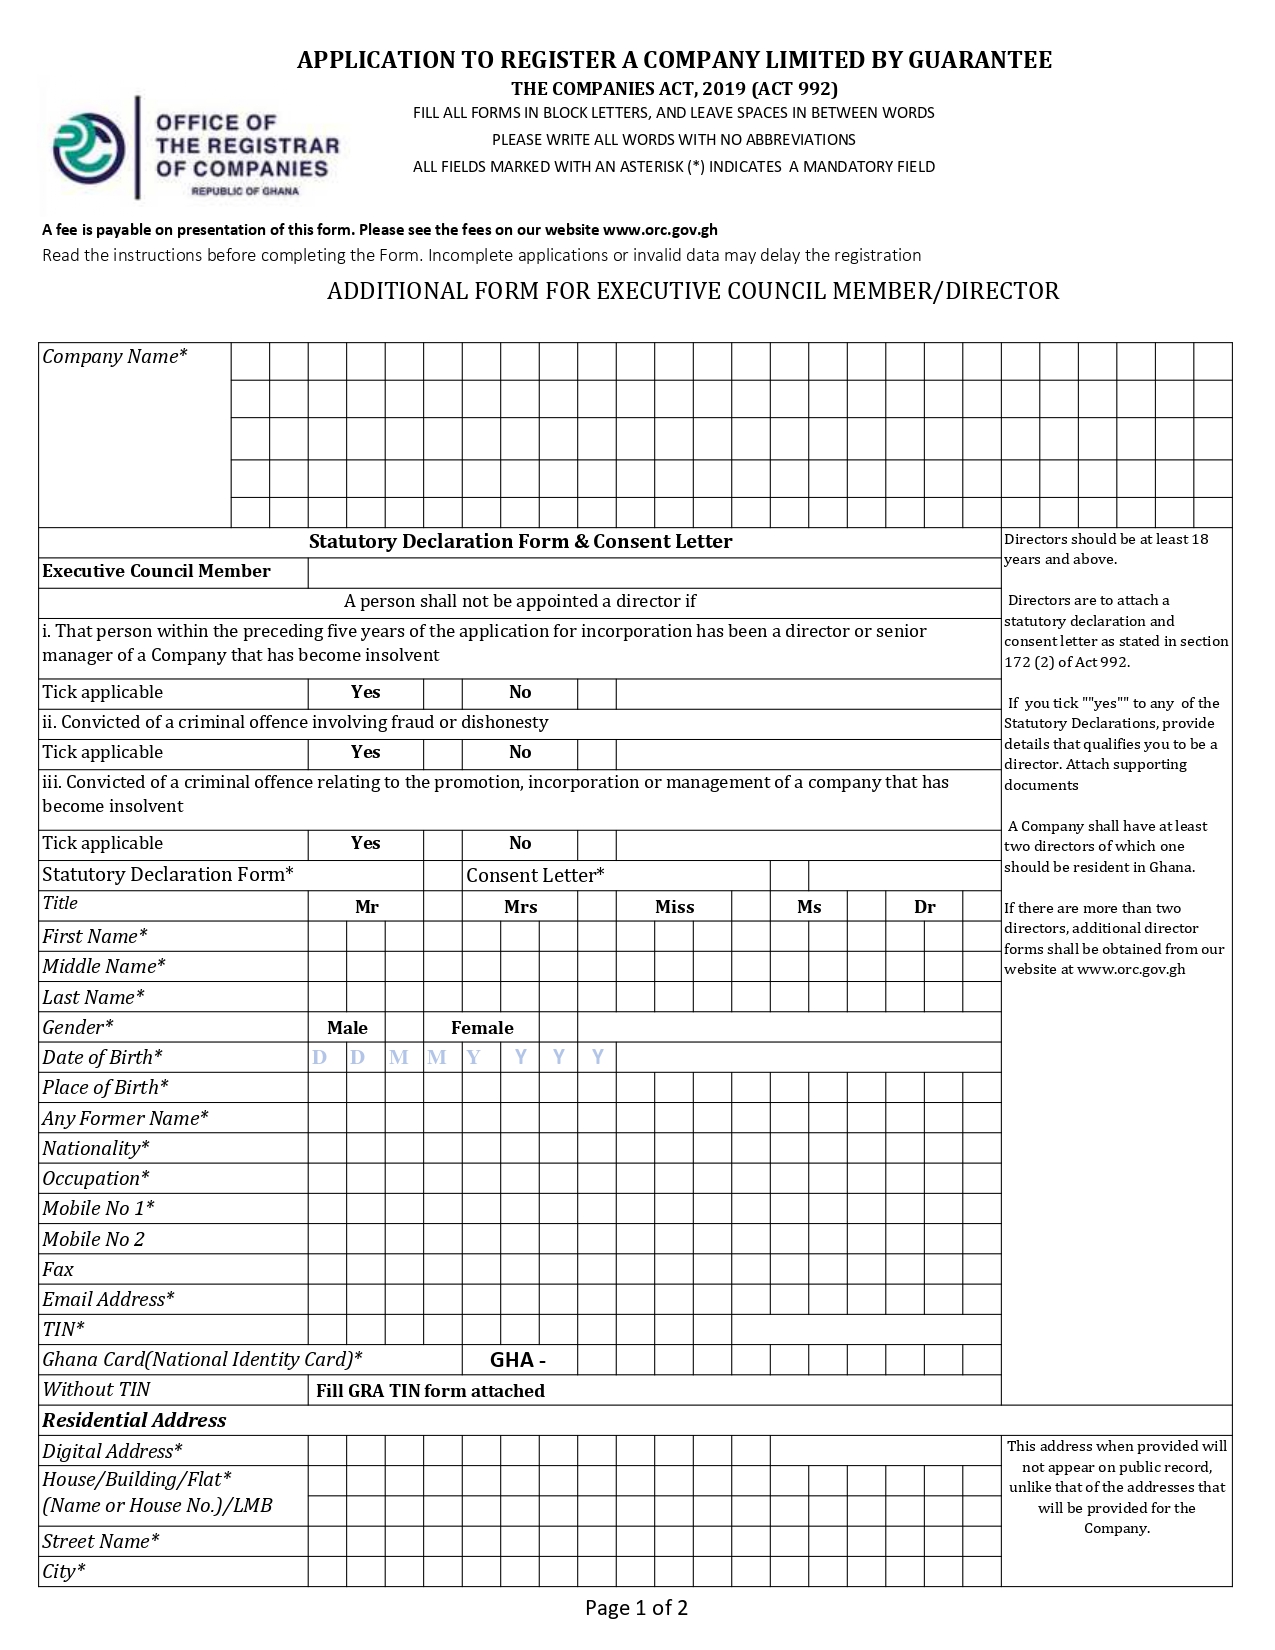 APPLICATION TO REGISTER A COMPANY LIMITED BY GUARANTEE
THE COMPANIES ACT, 2019 (ACT 992)
FILL ALL FORMS IN BLOCK LETTERS, AND LEAVE SPACES IN BETWEEN WORDS
PLEASE WRITE ALL WORDS WITH NO ABBREVIATIONS
ALL FIELDS MARKED WITH AN ASTERISK (*) INDICATES A MANDATORY FIELD
OFFICE OF
THE REGISTRAR
OF COMPANIES
REPUBLIC OF GHANA
A fee is payable on presentation of this form. Please see the fees on our website www.orc.gov.gh
Read the instructions before completing the Form. Incomplete applications or invalid data may delay the registration
ADDITIONAL FORM FOR EXECUTIVE COUNCIL MEMBER/DIRECTOR
Company Name*
Statutory Declaration Form & Consent Letter
Executive Council Member
A person shall not be appointed a director if
i. That person within the preceding five years of the application for incorporation has been a director or senior
manager of a Company that has become insolvent
Tick applicable Yes No
ii. Convicted of a criminal offence involving fraud or dishonesty
Tick applicable Yes No
iii. Convicted of a criminal offence relating to the promotion, incorporation or management of a company that has
become insolvent
Tick applicable Yes No
Statutory Declaration Form* Consent Letter*
Title Mr Mrs Miss Ms Dr
First Name*
Middle Name*
Last Name*
Gender* Male Female
Date of Birth* D D M M Y Y Y Y
Place of Birth*
Any Former Name*
Nationality*
Occupation*
Mobile No 1*
Mobile No 2
Fax
Email Address*
TIN*
Ghana Card(National Identity Card)* GHA -
Without TIN Fill GRA TIN form attached
Directors should be at least 18
years and above.
Directors are to attach a
statutory declaration and
consent letter as stated in section
172 (2) of Act 992.
If you tick ""yes"" to any of the
Statutory Declarations, provide
details that qualifies you to be a
director. Attach supporting
documents
A Company shall have at least
two directors of which one
should be resident in Ghana.
If there are more than two
directors, additional director
forms shall be obtained from our
website at www.orc.gov.gh
Residential Address
Digital Address*
House/Building/Flat*
(Name or House No.)/LMB
Street Name*
City*
This address when provided will
not appear on public record,
unlike that of the addresses that
will be provided for the
Company.
Page 1 of 2